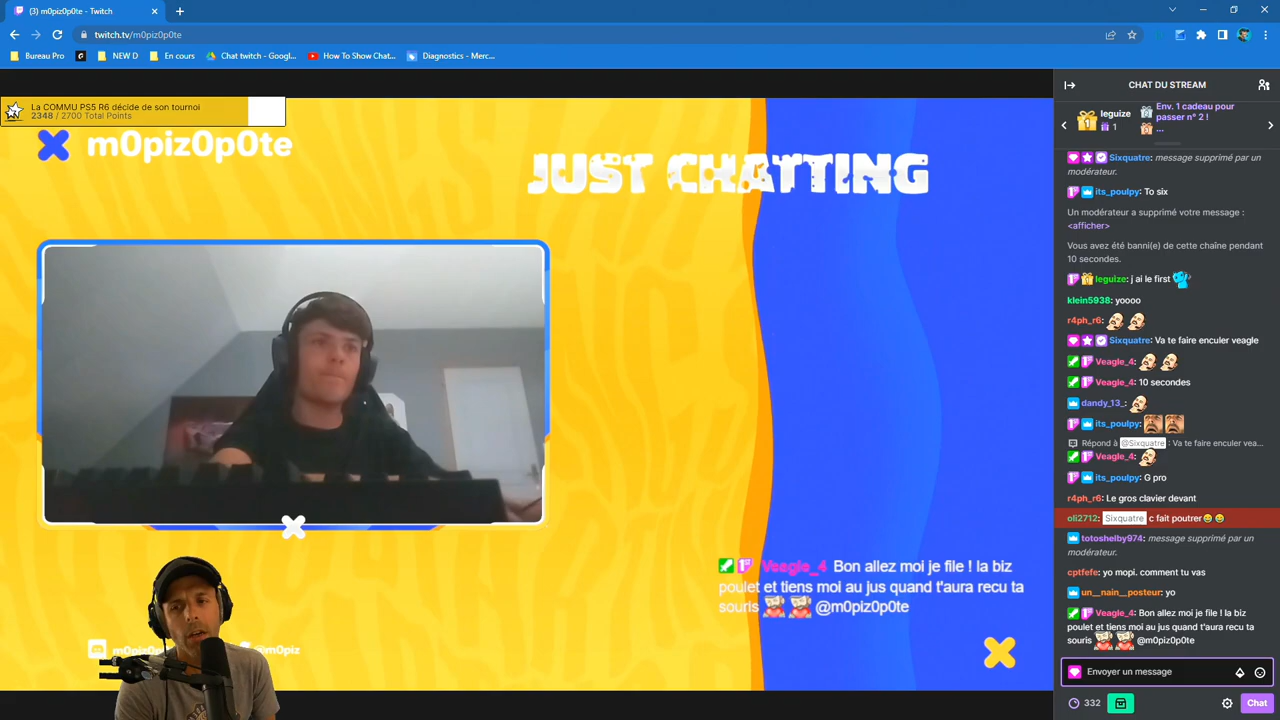 (3) m0piz0p0te - Twitch
twitch.tv/m0piz0p0te
Bureau Pro
NEW D
En cours
Chat twitch - Googl...
How To Show Chat...
Diagnostics - Merc...
La COMMU PS5 R6 décide de son tournoi
2348 / 2700 Total Points
m0piz0p0te
JUST CHATTING
Veagle_4 Bon allez moi je file ! la biz
poulet et tiens moi au jus quand t'aura recu ta
souris @m0piz0p0te
@m0piz
CHAT DU STREAM
leguize
1
Env. 1 cadeau pour
passer n° 2 !
...
Sixquatre: message supprimé par un
modérateur.
its_poulpy: To six
Un modérateur a supprimé votre message :
<afficher>
Vous avez été banni(e) de cette chaîne pendant
10 secondes.
leguize: j ai le first
klein5938: yoooo
r4ph_r6:
Sixquatre: Va te faire enculer veagle
Veagle_4:
Veagle_4: 10 secondes
dandy_13_:
its_poulpy:
Répond à @Sixquatre : Va te faire enculer vea...
Veagle_4:
its_poulpy: G pro
r4ph_r6: Le gros clavier devant
oli2712: Sixquatre c fait poutrer
totoshelby974: message supprimé par un
modérateur.
cptfefe: yo mopi. comment tu vas
un__nain__posteur: yo
Veagle_4: Bon allez moi je file ! la biz
poulet et tiens moi au jus quand t'aura recu ta
souris @m0piz0p0te
Envoyer un message
332
Chat